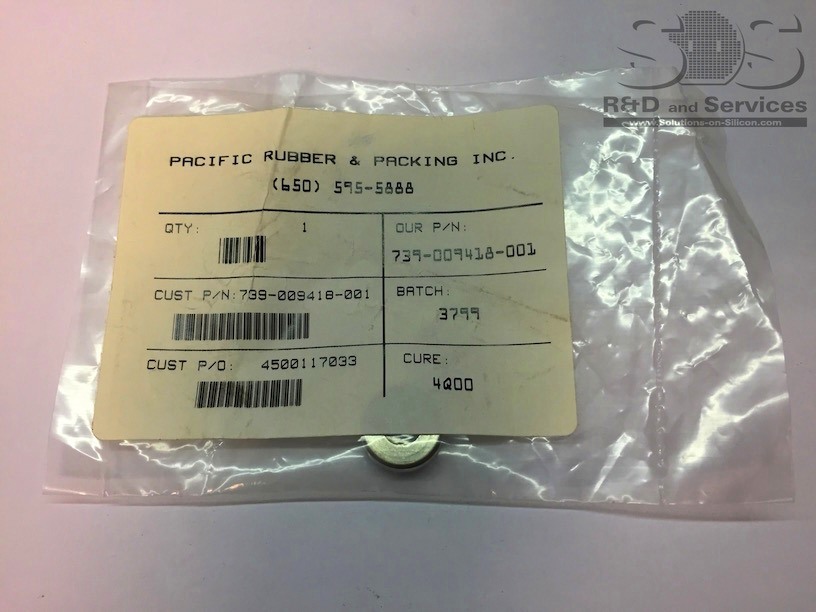 SDS
R&D and Services
www.Solutions-on-Silicon.com
PACIFIC RUBBER & PACKING INC.
(650) 595-5888
QTY: 1
OUR P/N:
739-009418-001
CUST P/N:739-009418-001
BATCH:
3799
CUST P/O: 4500117033
CURE:
4Q00